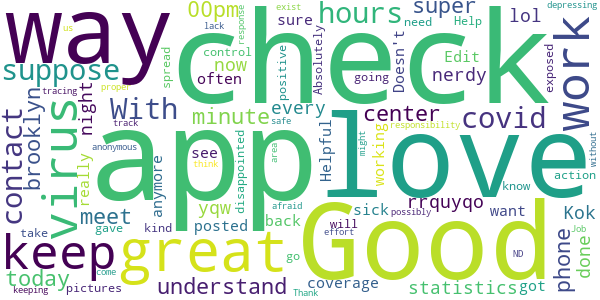 way
check
app
love
Good
great
keep
virus
work
covid
hours
contact
suppose
With
minute
center
00pm
super
lol
now
sure
need
Help
Edit
nerdy
often
every
night
brooklyn
meet
today
understand
statistics
rrquyqo
Kok
phone
done
want
got
action
know
without
exposed
depressing
going
Doesn't
Absolutely
positive
control
response
exist
lack
us
spread
proper
tracing
track
anonymous
really
anymore
see
think
yqw
disappointed
area
safe
Helpful
working
responsibility
might
take
gave
kind
posted
back
sick
will
afraid
possibly
effort
ND
Job
come
pictures
keeping
go
coverage
Thank